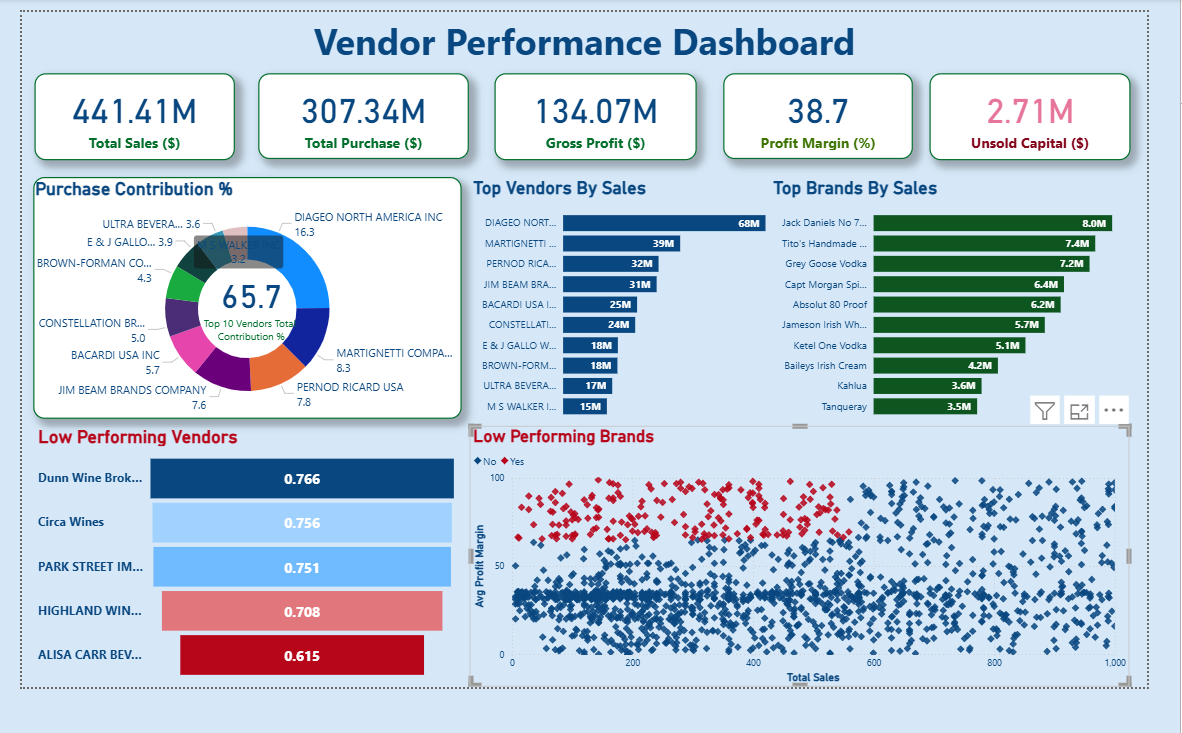 Vendor Performance Dashboard
441.41M
Total Sales ($)
307.34M
Total Purchase ($)
134.07M
Gross Profit ($)
38.7
Profit Margin (%)
2.71M
Unsold Capital ($)
Purchase Contribution %
DIAGEO NORTH AMERICA INC
16.3
MARTIGNETTI COMPA...
8.3
PERNOD RICARD USA
7.8
JIM BEAM BRANDS COMPANY
7.6
BACARDI USA INC
5.7
CONSTELLATION BR...
5.0
BROWN-FORMAN CO...
4.3
E & J GALLO... 3.9
ULTRA BEVERA... 3.6
M S WALKER INC
3.2
65.7
Top 10 Vendors Total
Contribution %
Top Vendors By Sales
DIAGEO NORT... 68M
MARTIGNETTI ... 39M
PERNOD RICA... 32M
JIM BEAM BRA... 31M
BACARDI USA I... 25M
CONSTELLATI... 24M
E & J GALLO W... 18M
BROWN-FORM... 18M
ULTRA BEVERA... 17M
M S WALKER I... 15M
Top Brands By Sales
Jack Daniels No 7... 8.0M
Tito's Handmade ... 7.4M
Grey Goose Vodka 7.2M
Capt Morgan Spi... 6.4M
Absolut 80 Proof 6.2M
Jameson Irish Wh... 5.7M
Ketel One Vodka 5.1M
Baileys Irish Cream 4.2M
Kahlua 3.6M
Tanqueray 3.5M
Low Performing Vendors
Dunn Wine Brok... 0.766
Circa Wines 0.756
PARK STREET IM... 0.751
HIGHLAND WIN... 0.708
ALISA CARR BEV... 0.615
Low Performing Brands
No Yes
Avg Profit Margin
100
50
0
0 200 400 600 800 1,000
Total Sales